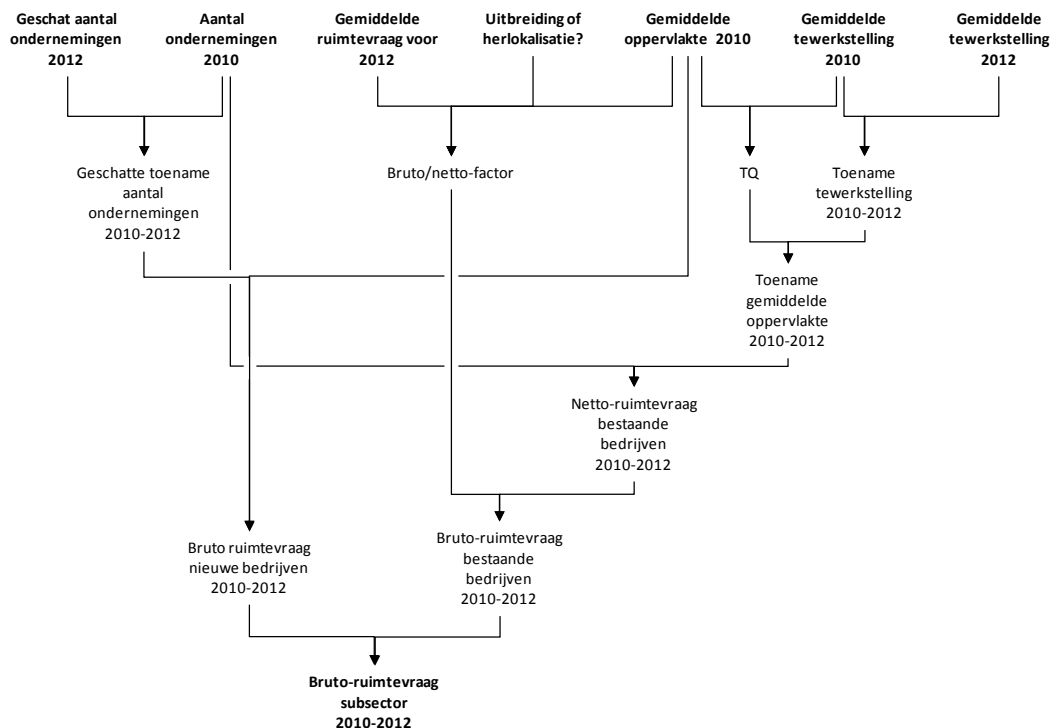 Geschat aantal
ondernemingen
2012
Aantal
ondernemingen
2010
Gemiddelde
ruimtevraag voor
2012
Uitbreiding of
herlokalisatie?
Gemiddelde
oppervlakte 2010
Gemiddelde
tewerkstelling
2010
Gemiddelde
tewerkstelling
2012
Geschatte toename
aantal
ondernemingen
2010-2012
Bruto/netto-factor
TQ
Toename
tewerkstelling
2010-2012
Toename
gemiddelde
oppervlakte
2010-2012
Netto-ruimtevraag
bestaande
bedrijven
2010-2012
Bruto ruimtevraag
nieuwe bedrijven
2010-2012
Bruto-ruimtevraag
bestaande
bedrijven
2010-2012
Bruto-ruimtevraag
subsector
2010-2012